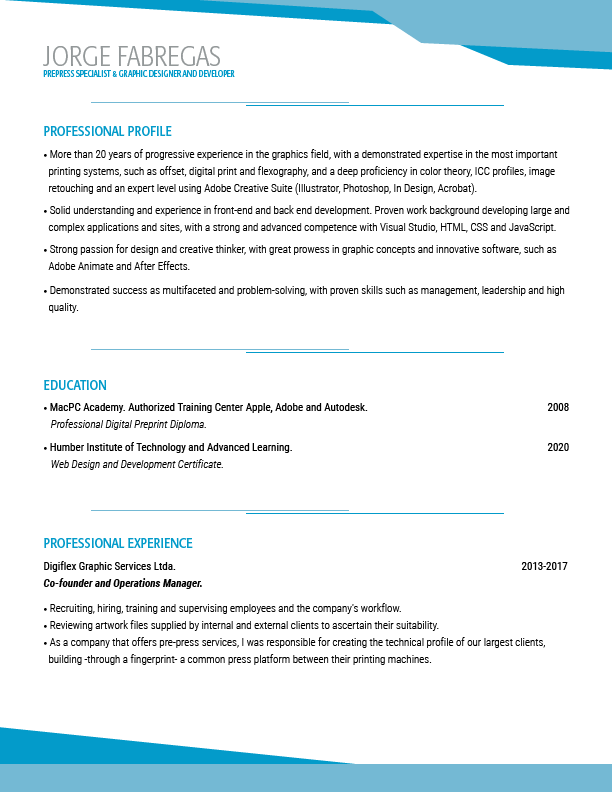 JORGE FABREGAS
PREPRESS SPECIALIST & GRAPHIC DESIGNER AND DEVELOPER
PROFESSIONAL PROFILE
• More than 20 years of progressive experience in the graphics field, with a demonstrated expertise in the most important
printing systems, such as offset, digital print and flexography, and a deep proficiency in color theory, ICC profiles, image
retouching and an expert level using Adobe Creative Suite (Illustrator, Photoshop, In Design, Acrobat).
• Solid understanding and experience in front-end and back end development. Proven work background developing large and
complex applications and sites, with a strong and advanced competence with Visual Studio, HTML, CSS and JavaScript.
• Strong passion for design and creative thinker, with great prowess in graphic concepts and innovative software, such as
Adobe Animate and After Effects.
• Demonstrated success as multifaceted and problem-solving, with proven skills such as management, leadership and high
quality.
EDUCATION
• MacPC Academy. Authorized Training Center Apple, Adobe and Autodesk. 2008
Professional Digital Preprint Diploma.
• Humber Institute of Technology and Advanced Learning. 2020
Web Design and Development Certificate.
PROFESSIONAL EXPERIENCE
Digiflex Graphic Services Ltda. 2013-2017
Co-founder and Operations Manager.
• Recruiting, hiring, training and supervising employees and the company's workflow.
• Reviewing artwork files supplied by internal and external clients to ascertain their suitability.
• As a company that offers pre-press services, I was responsible for creating the technical profile of our largest clients,
building -through a fingerprint- a common press platform between their printing machines.